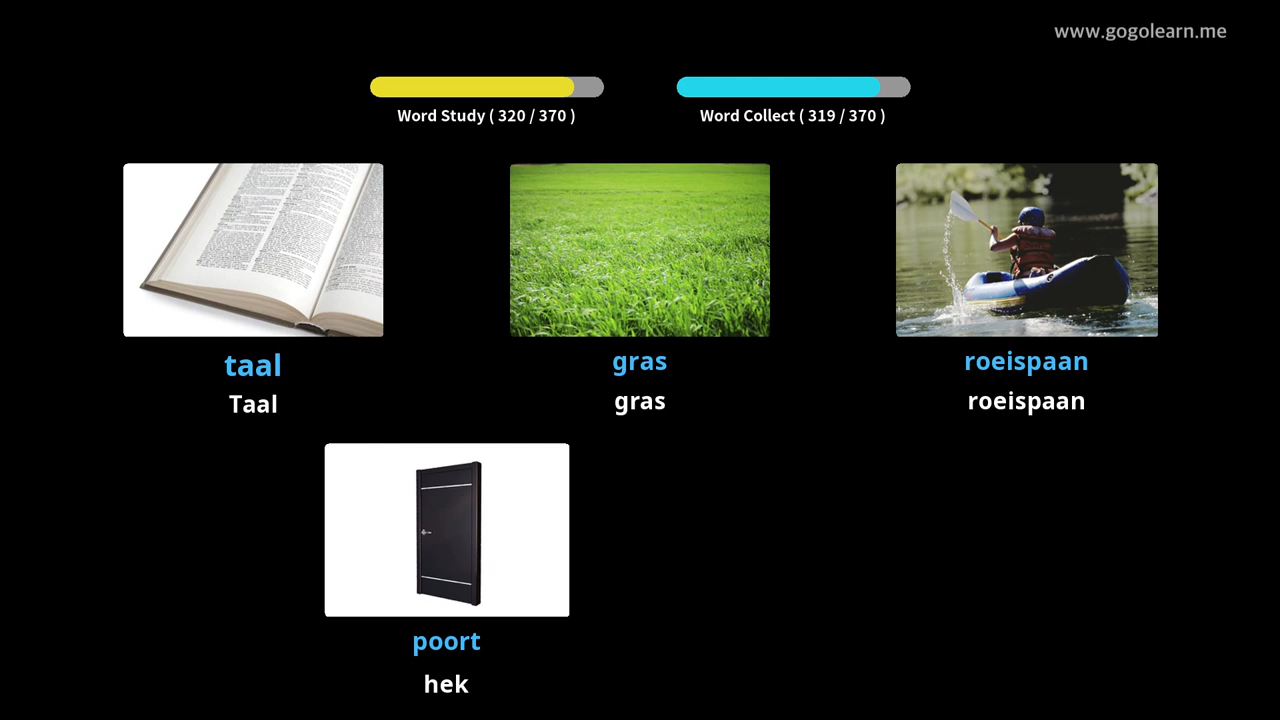 www.gogolearn.me
Word Study ( 320 / 370 )
Word Collect ( 319 / 370 )
taal
Taal
gras
gras
roeispaan
roeispaan
poort
hek